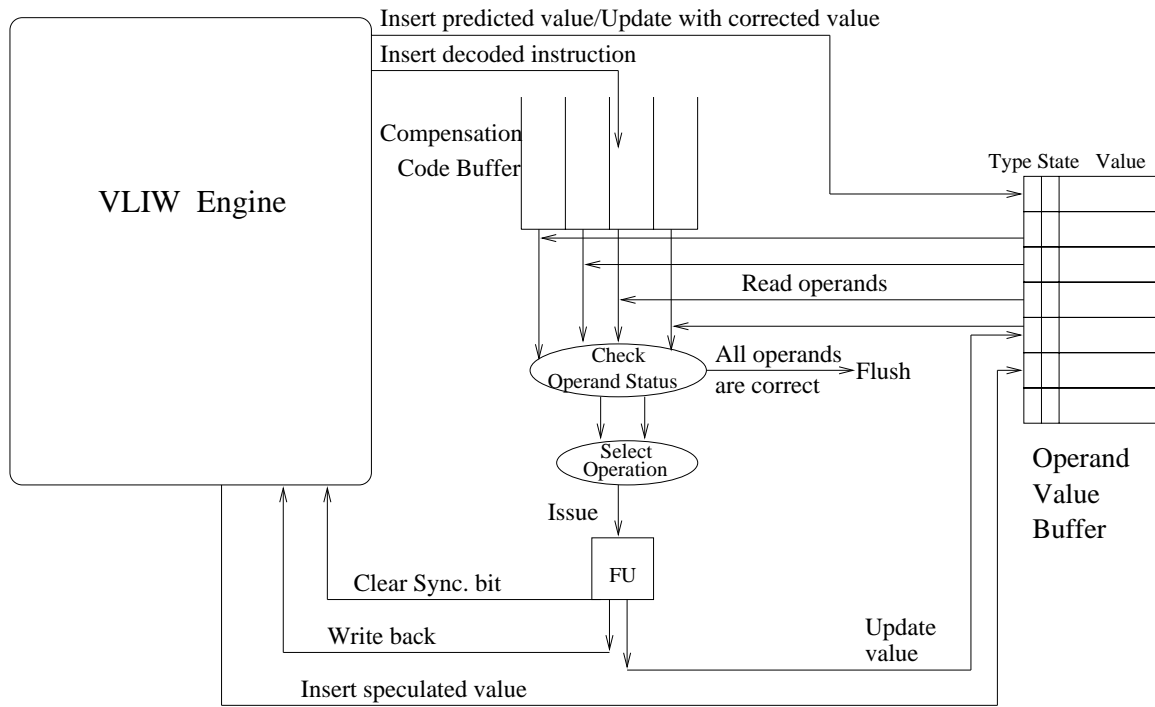 Insert predicted value/Update with corrected value
Insert decoded instruction
Compensation
Code Buffer
Type State Value
VLIW Engine
Read operands
Check
Operand Status
All operands
are correct
Flush
Select
Operation
Operand
Value
Buffer
Issue
FU
Clear Sync. bit
Write back
Update
value
Insert speculated value